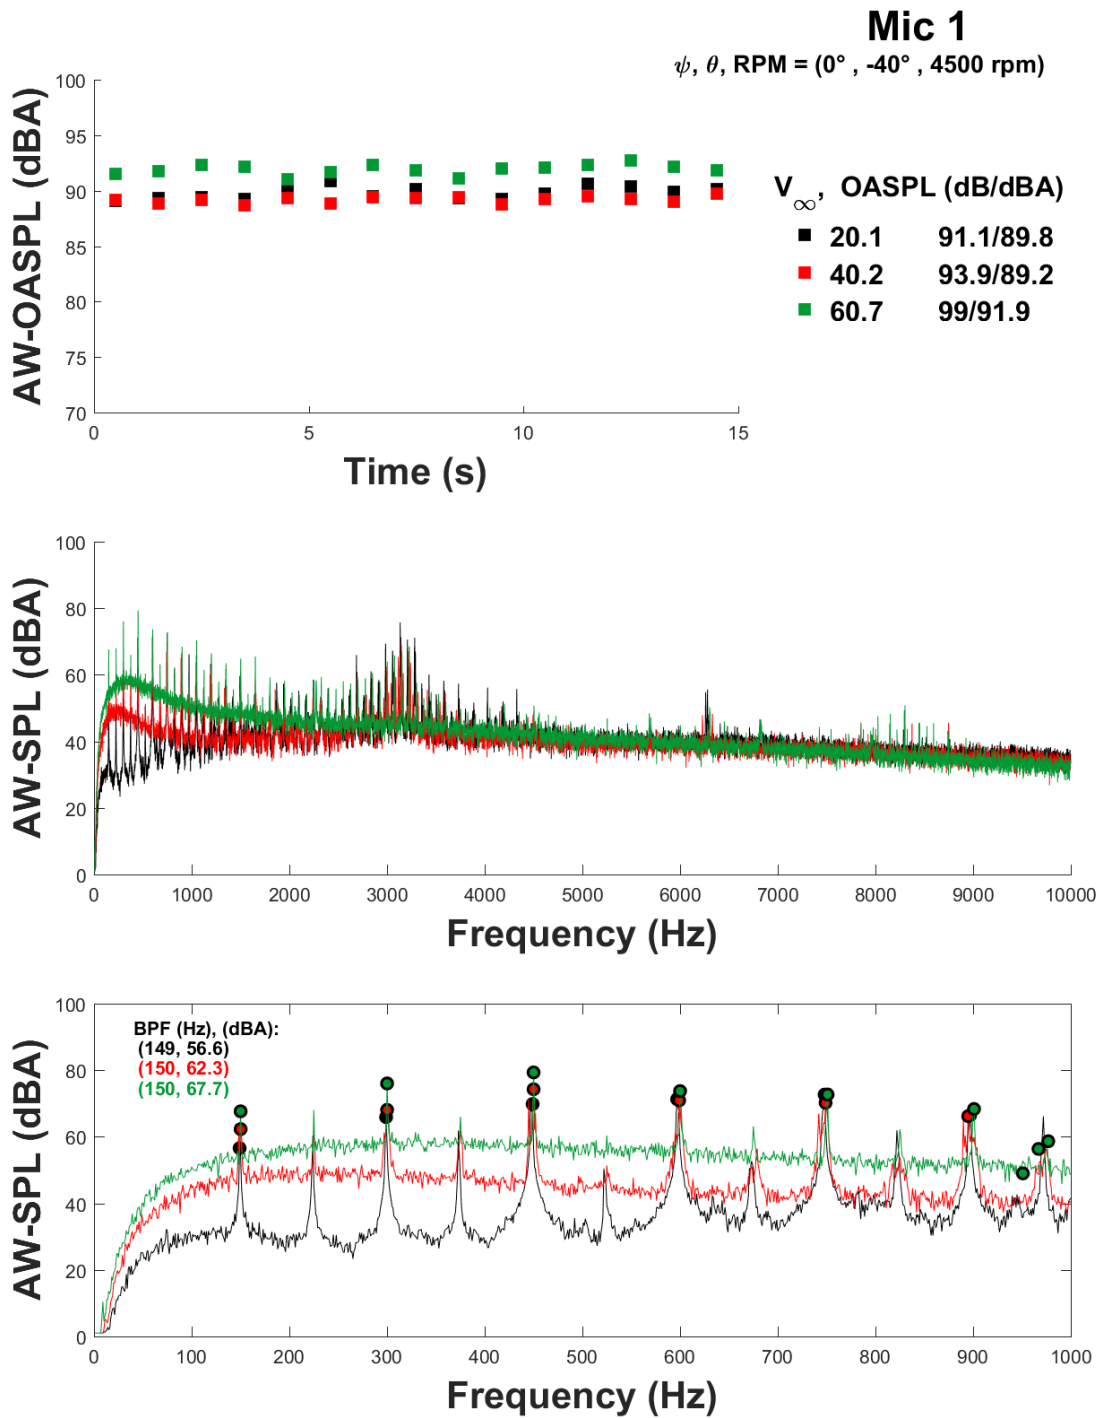 Mic 1
ψ, θ, RPM = (0° , -40° , 4500 rpm)
100
95
90
85
80
75
70
0
5
10
15
AW-OASPL (dBA)
Time (s)
V∞, OASPL (dB/dBA)
20.1 91.1/89.8
40.2 93.9/89.2
60.7 99/91.9
100
80
60
40
20
0
0 1000 2000 3000 4000 5000 6000 7000 8000 9000 10000
AW-SPL (dBA)
Frequency (Hz)
100
80
60
40
20
0
BPF (Hz), (dBA):
(149, 56.6)
(150, 62.3)
(150, 67.7)
0 100 200 300 400 500 600 700 800 900 1000
AW-SPL (dBA)
Frequency (Hz)